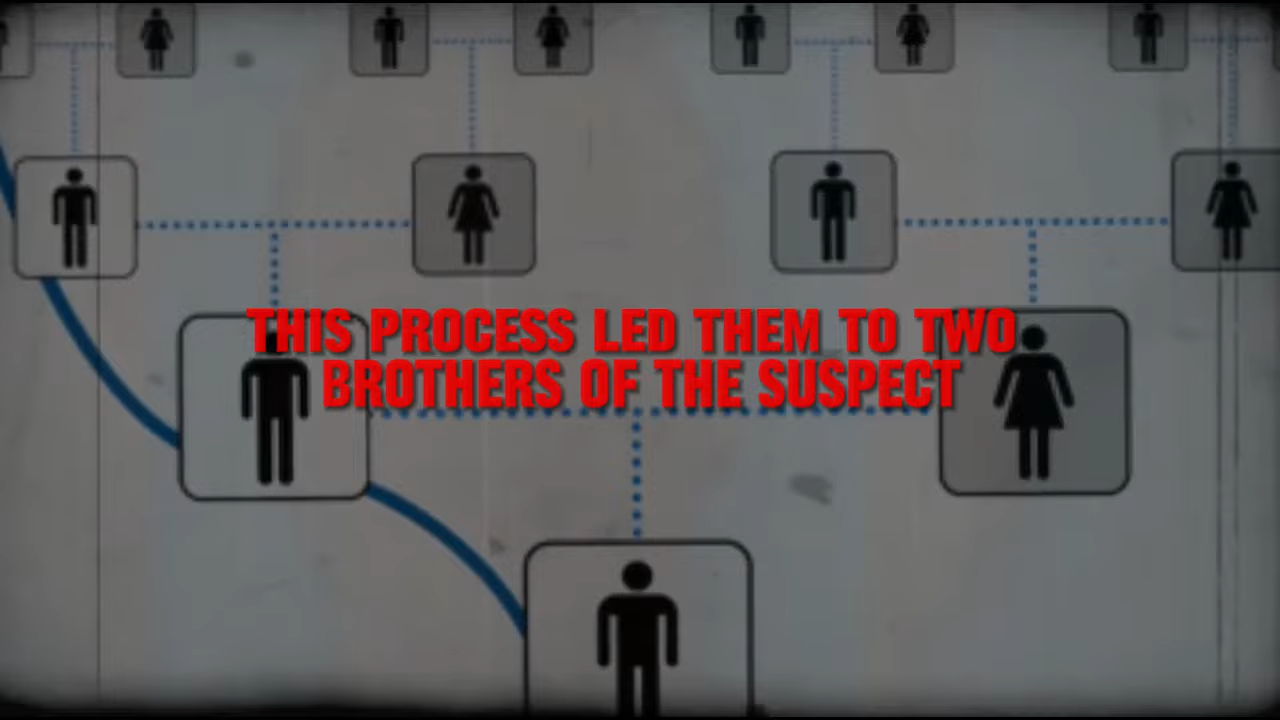 THIS PROCESS LED THEM TO TWO
BROTHERS OF THE SUSPECT